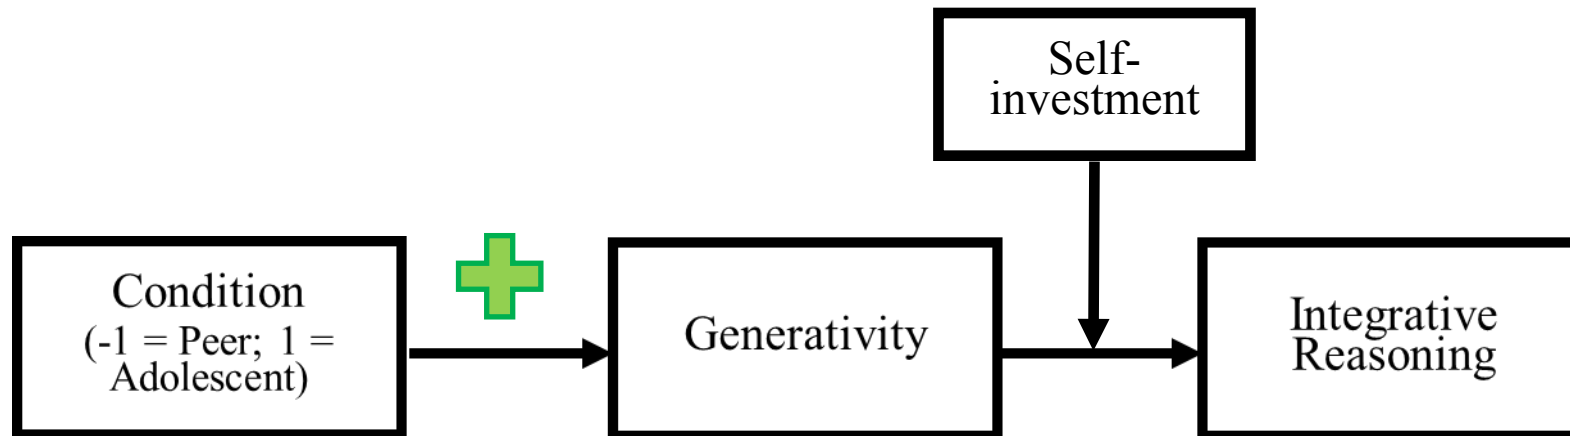 Self-
investment
Condition
(-1 = Peer; 1 =
Adolescent)
Generativity
Integrative
Reasoning